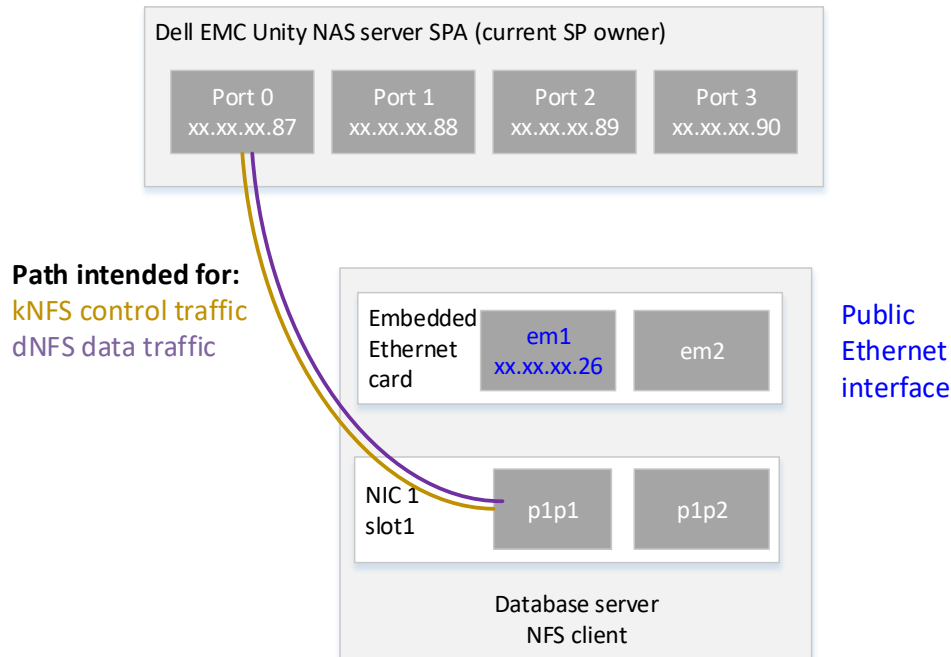 Dell EMC Unity NAS server SPA (current SP owner)
Port 0
xx.xx.xx.87
Port 1
xx.xx.xx.88
Port 2
xx.xx.xx.89
Port 3
xx.xx.xx.90
Path intended for:
kNFS control traffic
dNFS data traffic
Embedded
Ethernet
card
em1
xx.xx.xx.26
em2
Public
Ethernet
interface
NIC 1
slot1
p1p1
p1p2
Database server
NFS client